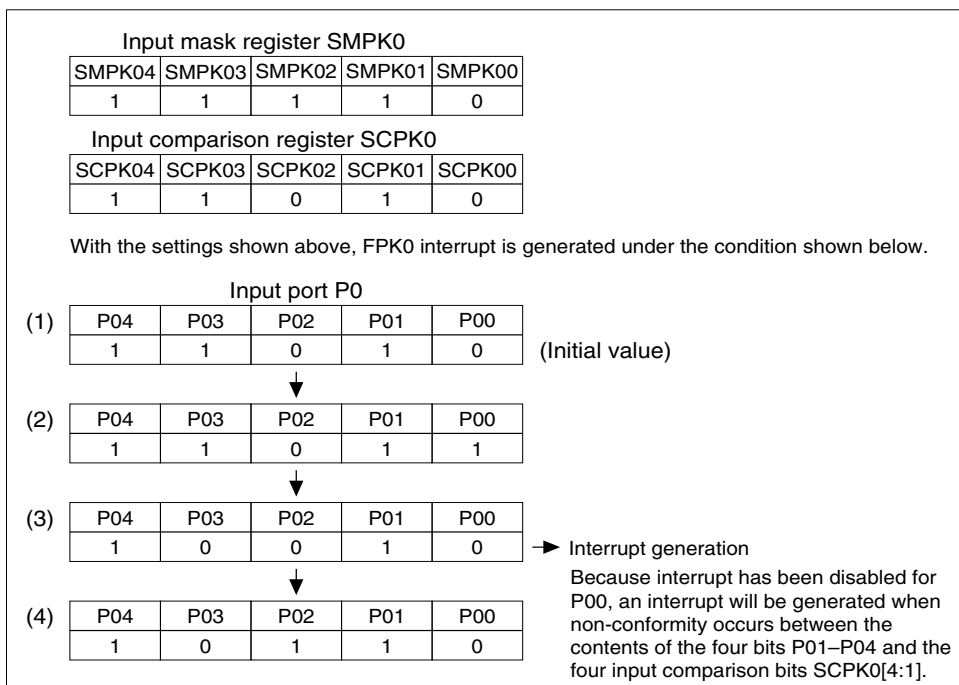 Input mask register SMPK0
SMPK04 SMPK03 SMPK02 SMPK01 SMPK00
1 1 1 1 0
Input comparison register SCPK0
SCPK04 SCPK03 SCPK02 SCPK01 SCPK00
1 1 0 1 0
With the settings shown above, FPK0 interrupt is generated under the condition shown below.
Input port P0
(1) P04 P03 P02 P01 P00
1 1 0 1 0 (Initial value)
(2) P04 P03 P02 P01 P00
1 1 0 1 1
(3) P04 P03 P02 P01 P00
1 0 0 1 0 Interrupt generation
Because interrupt has been disabled for
P00, an interrupt will be generated when
non-conformity occurs between the
contents of the four bits P01–P04 and the
four input comparison bits SCPK0[4:1].
(4) P04 P03 P02 P01 P00
1 0 1 1 0